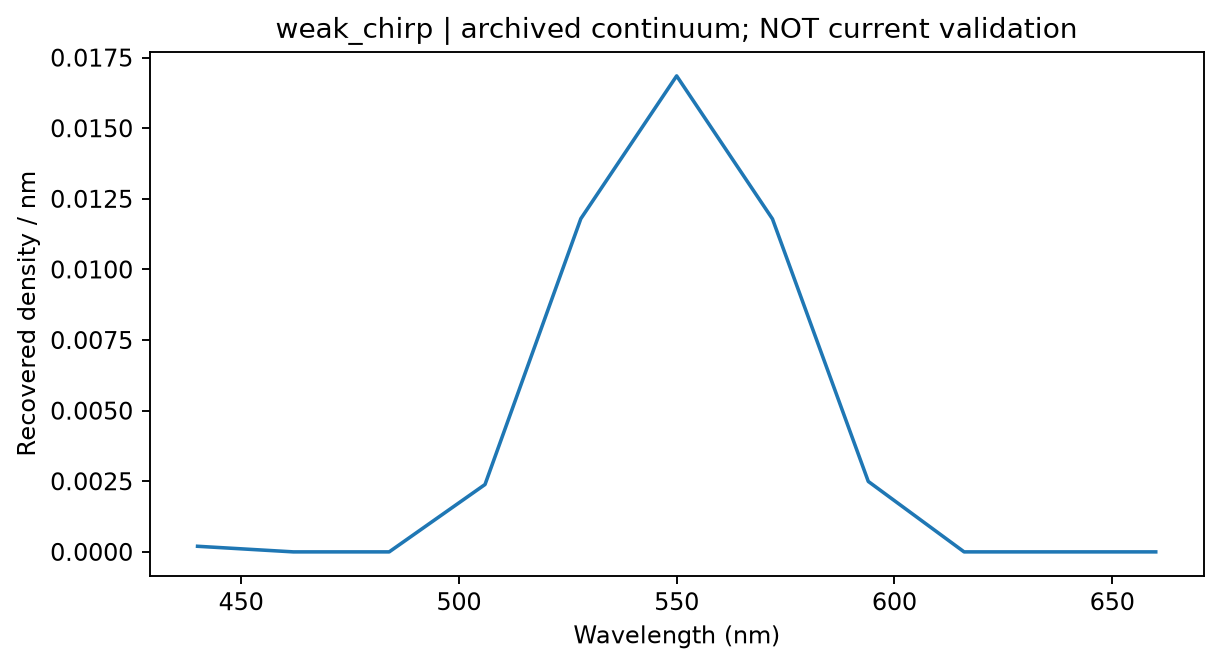 weak_chirp | archived continuum; NOT current validation
0.0175
0.0150
0.0125
0.0100
0.0075
0.0050
0.0025
0.0000
Recovered density / nm
450 500 550 600 650
Wavelength (nm)